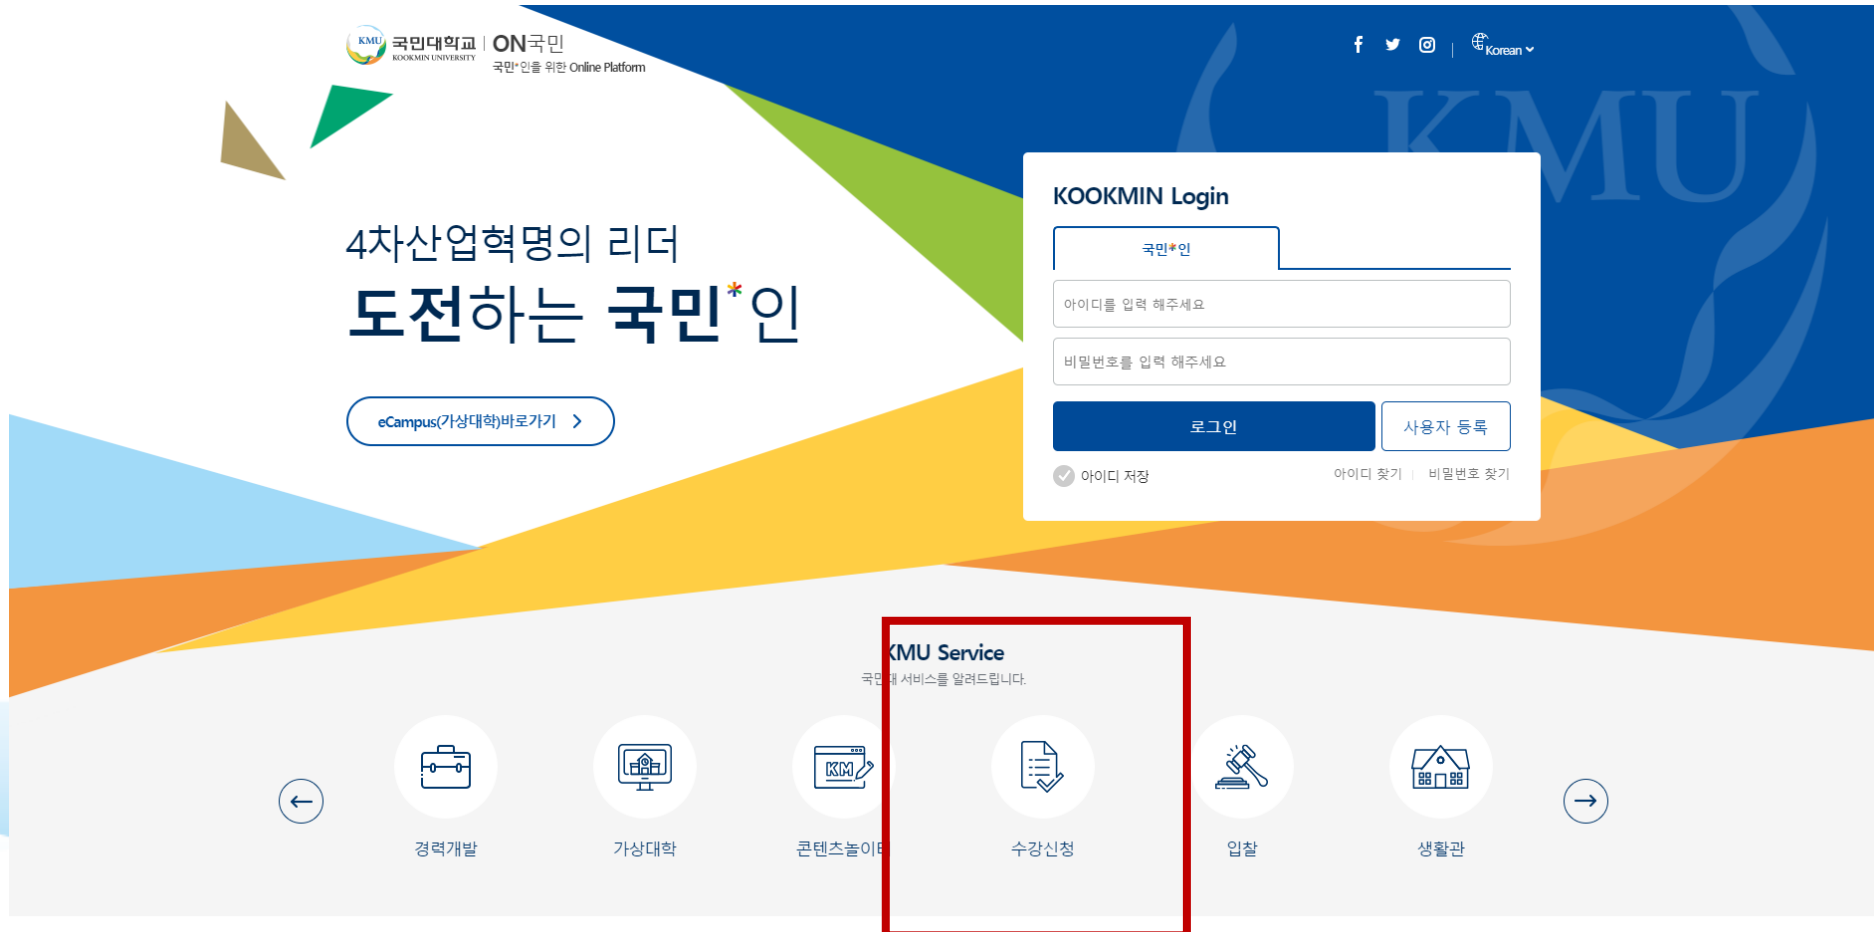 KMU 국민대학교 ON국민
KOOKMIN UNIVERSITY 국민*인을 위한 Online Platform
Korean
KMU
4차산업혁명의 리더
도전하는 국민*인
eCampus(가상대학)바로가기
KOOKMIN Login
국민*인
아이디를 입력 해주세요
비밀번호를 입력 해주세요
로그인 사용자 등록
아이디 저장 아이디 찾기 비밀번호 찾기
KMU Service
국민대 서비스를 알려드립니다.
KM
경력개발 가상대학 콘텐츠놀이터 수강신청 입찰 생활관